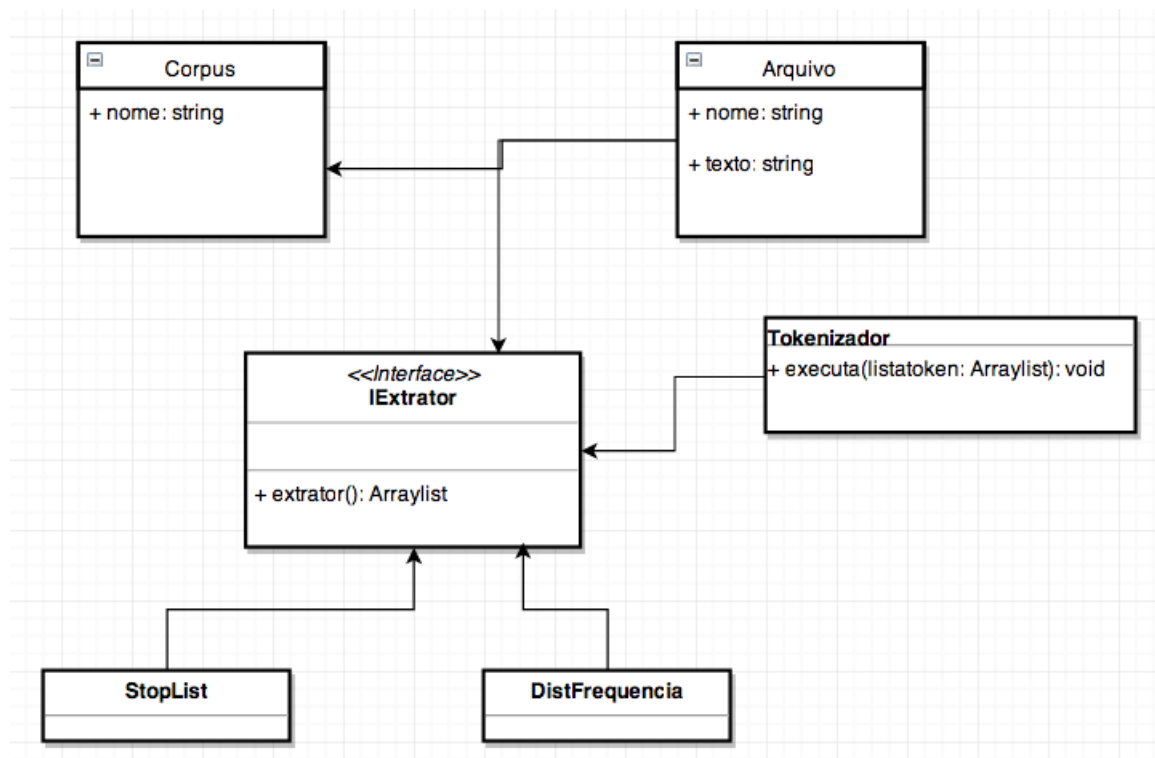 Corpus
+ nome: string
Arquivo
+ nome: string
+ texto: string
Tokenizador
+ executa(listatoken: Arraylist): void
<<Interface>>
IExtrator
+ extrator(): Arraylist
StopList
DistFrequencia